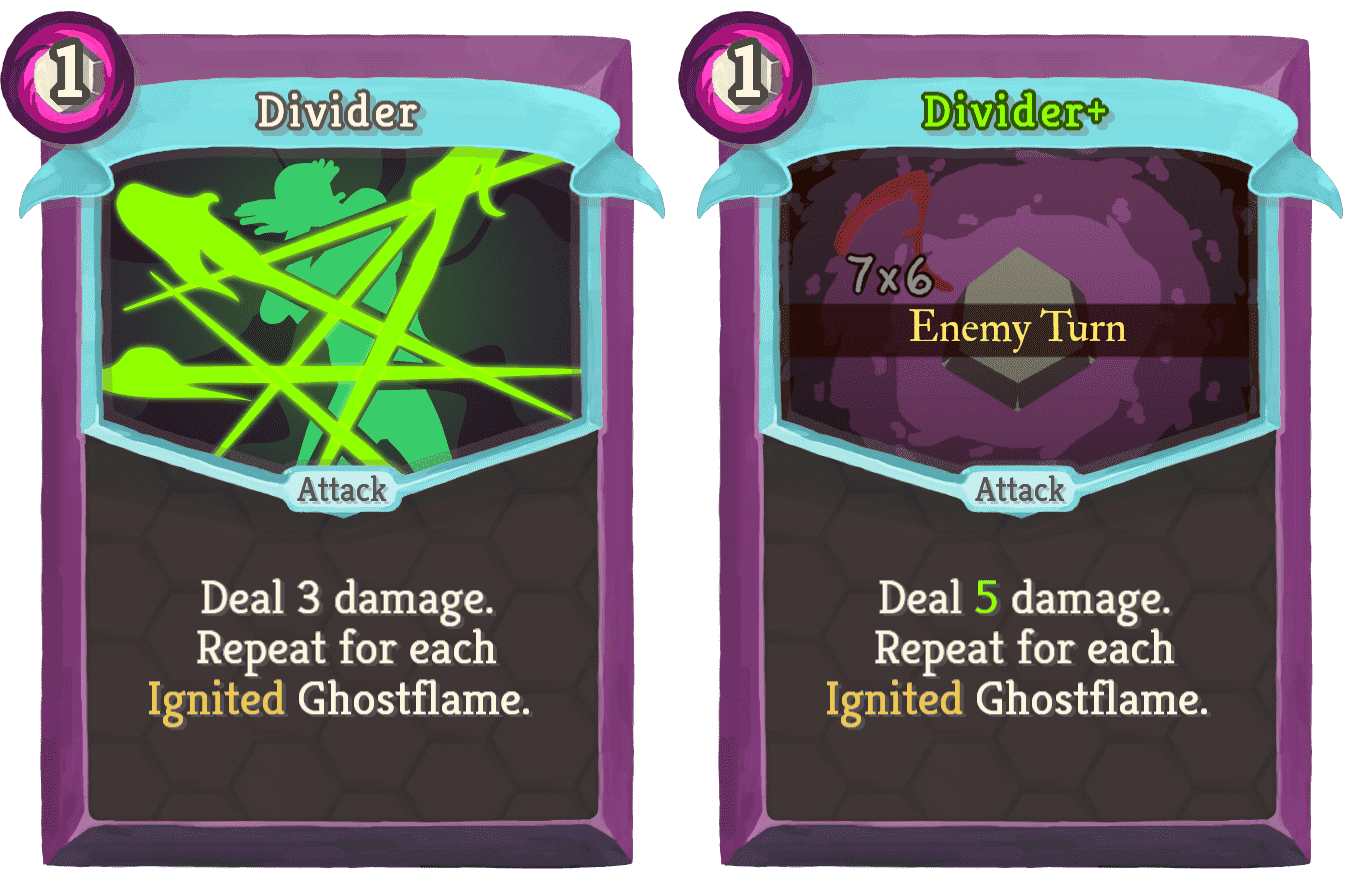 1
Divider
Attack
Deal 3 damage.
Repeat for each
Ignited Ghostflame.
1
Divider+
7x6
Enemy Turn
Attack
Deal 5 damage.
Repeat for each
Ignited Ghostflame.